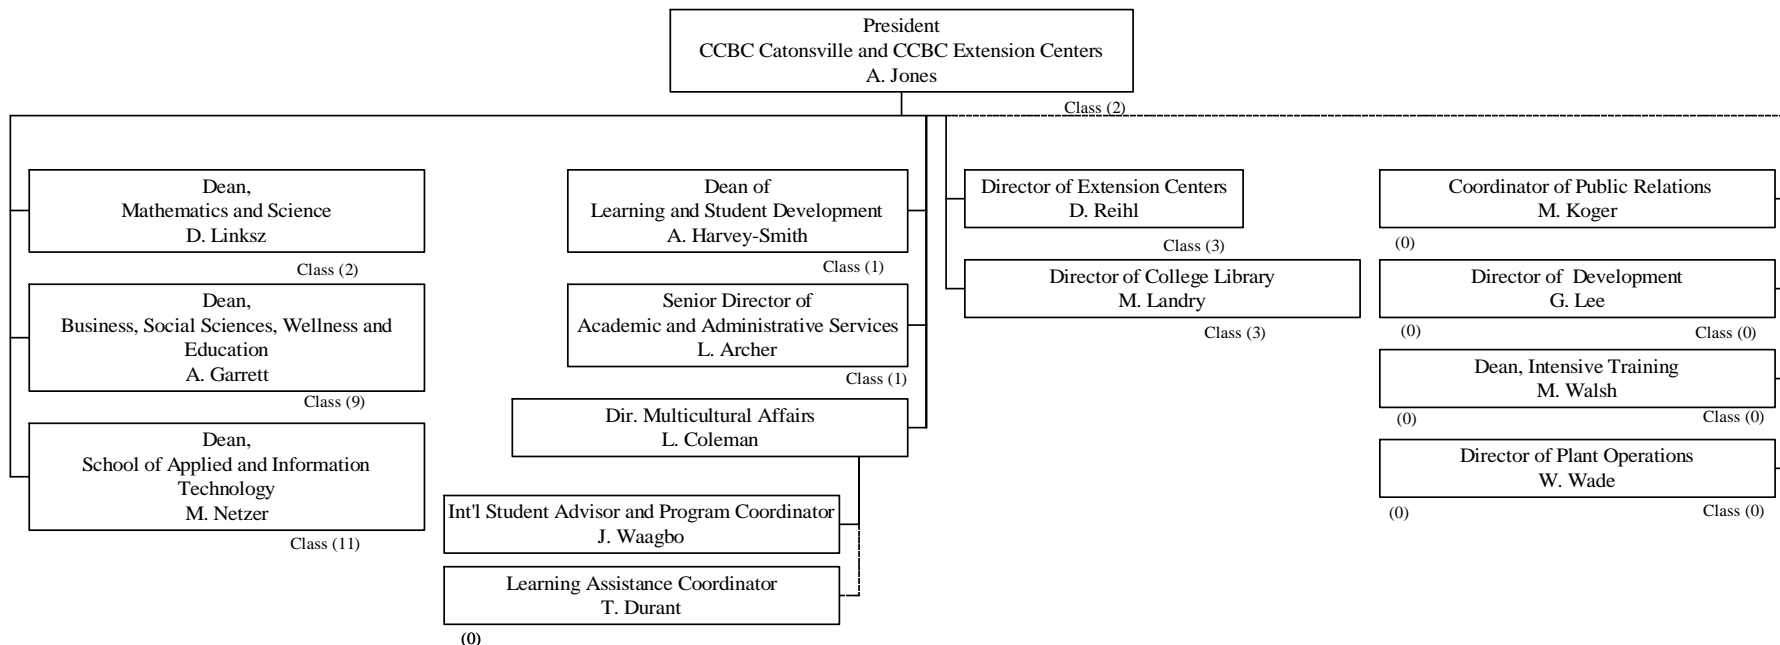 President
CCBC Catonsville and CCBC Extension Centers
A. Jones
Class (2)
Dean,
Mathematics and Science
D. Linksz
Class (2)
Dean,
Business, Social Sciences, Wellness and
Education
A. Garrett
Class (9)
Dean,
School of Applied and Information
Technology
M. Netzer
Class (11)
Dean of
Learning and Student Development
A. Harvey-Smith
Class (1)
Senior Director of
Academic and Administrative Services
L. Archer
Class (1)
Dir. Multicultural Affairs
L. Coleman
Int'l Student Advisor and Program Coordinator
J. Waagbo
Learning Assistance Coordinator
T. Durant
(0)
Director of Extension Centers
D. Reihl
Class (3)
Director of College Library
M. Landry
Class (3)
Coordinator of Public Relations
M. Koger
(0)
Director of  Development
G. Lee
(0) Class (0)
Dean, Intensive Training
M. Walsh
(0) Class (0)
Director of Plant Operations
W. Wade
(0) Class (0)